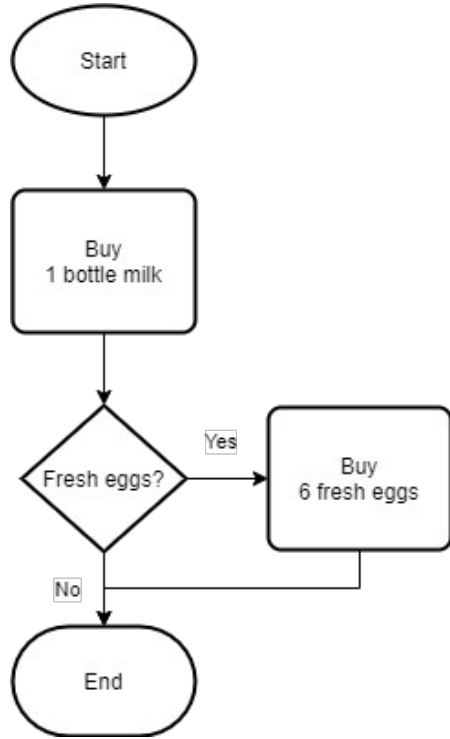 Start
Buy
1 bottle milk
Fresh eggs?
Yes
Buy
6 fresh eggs
No
End